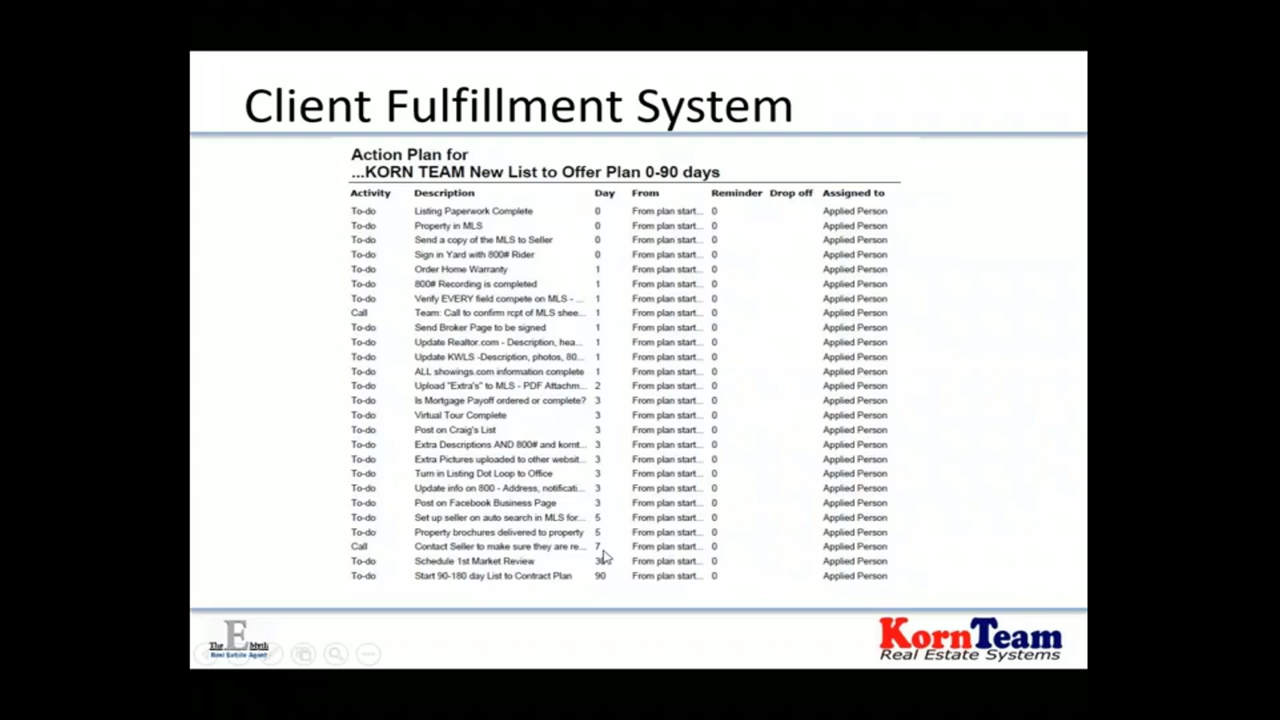 Client Fulfillment System
Action Plan for
...KORN TEAM New List to Offer Plan 0-90 days
Activity Description Day From Reminder Drop off Assigned to
To-do Listing Paperwork Complete 0 From plan start... 0 Applied Person
To-do Property in MLS 0 From plan start... 0 Applied Person
To-do Send a copy of the MLS to Seller 0 From plan start... 0 Applied Person
To-do Sign in Yard with 800# Rider 0 From plan start... 0 Applied Person
To-do Order Home Warranty 1 From plan start... 0 Applied Person
To-do 800# Recording is completed 1 From plan start... 0 Applied Person
To-do Verify EVERY field compete on MLS - ... 1 From plan start... 0 Applied Person
Call Team: Call to confirm rcpt of MLS shee... 1 From plan start... 0 Applied Person
To-do Send Broker Page to be signed 1 From plan start... 0 Applied Person
To-do Update Realtor.com - Description, hea... 1 From plan start... 0 Applied Person
To-do Update KWLS -Description, photos, 80... 1 From plan start... 0 Applied Person
To-do ALL showings.com information complete 1 From plan start... 0 Applied Person
To-do Upload "Extra's" to MLS - PDF Attachm... 2 From plan start... 0 Applied Person
To-do Is Mortgage Payoff ordered or complete? 3 From plan start... 0 Applied Person
To-do Virtual Tour Complete 3 From plan start... 0 Applied Person
To-do Post on Craig's List 3 From plan start... 0 Applied Person
To-do Extra Descriptions AND 800# and kornt... 3 From plan start... 0 Applied Person
To-do Extra Pictures uploaded to other websit... 3 From plan start... 0 Applied Person
To-do Turn in Listing Dot Loop to Office 3 From plan start... 0 Applied Person
To-do Update info on 800 - Address, notificati... 3 From plan start... 0 Applied Person
To-do Post on Facebook Business Page 3 From plan start... 0 Applied Person
To-do Set up seller on auto search in MLS for... 5 From plan start... 0 Applied Person
To-do Property brochures delivered to property 5 From plan start... 0 Applied Person
Call Contact Seller to make sure they are re... 7 From plan start... 0 Applied Person
To-do Schedule 1st Market Review From plan start... 0 Applied Person
To-do Start 90-180 day List to Contract Plan 90 From plan start... 0 Applied Person
The E Myth
Real Estate Agent
KornTeam
Real Estate Systems